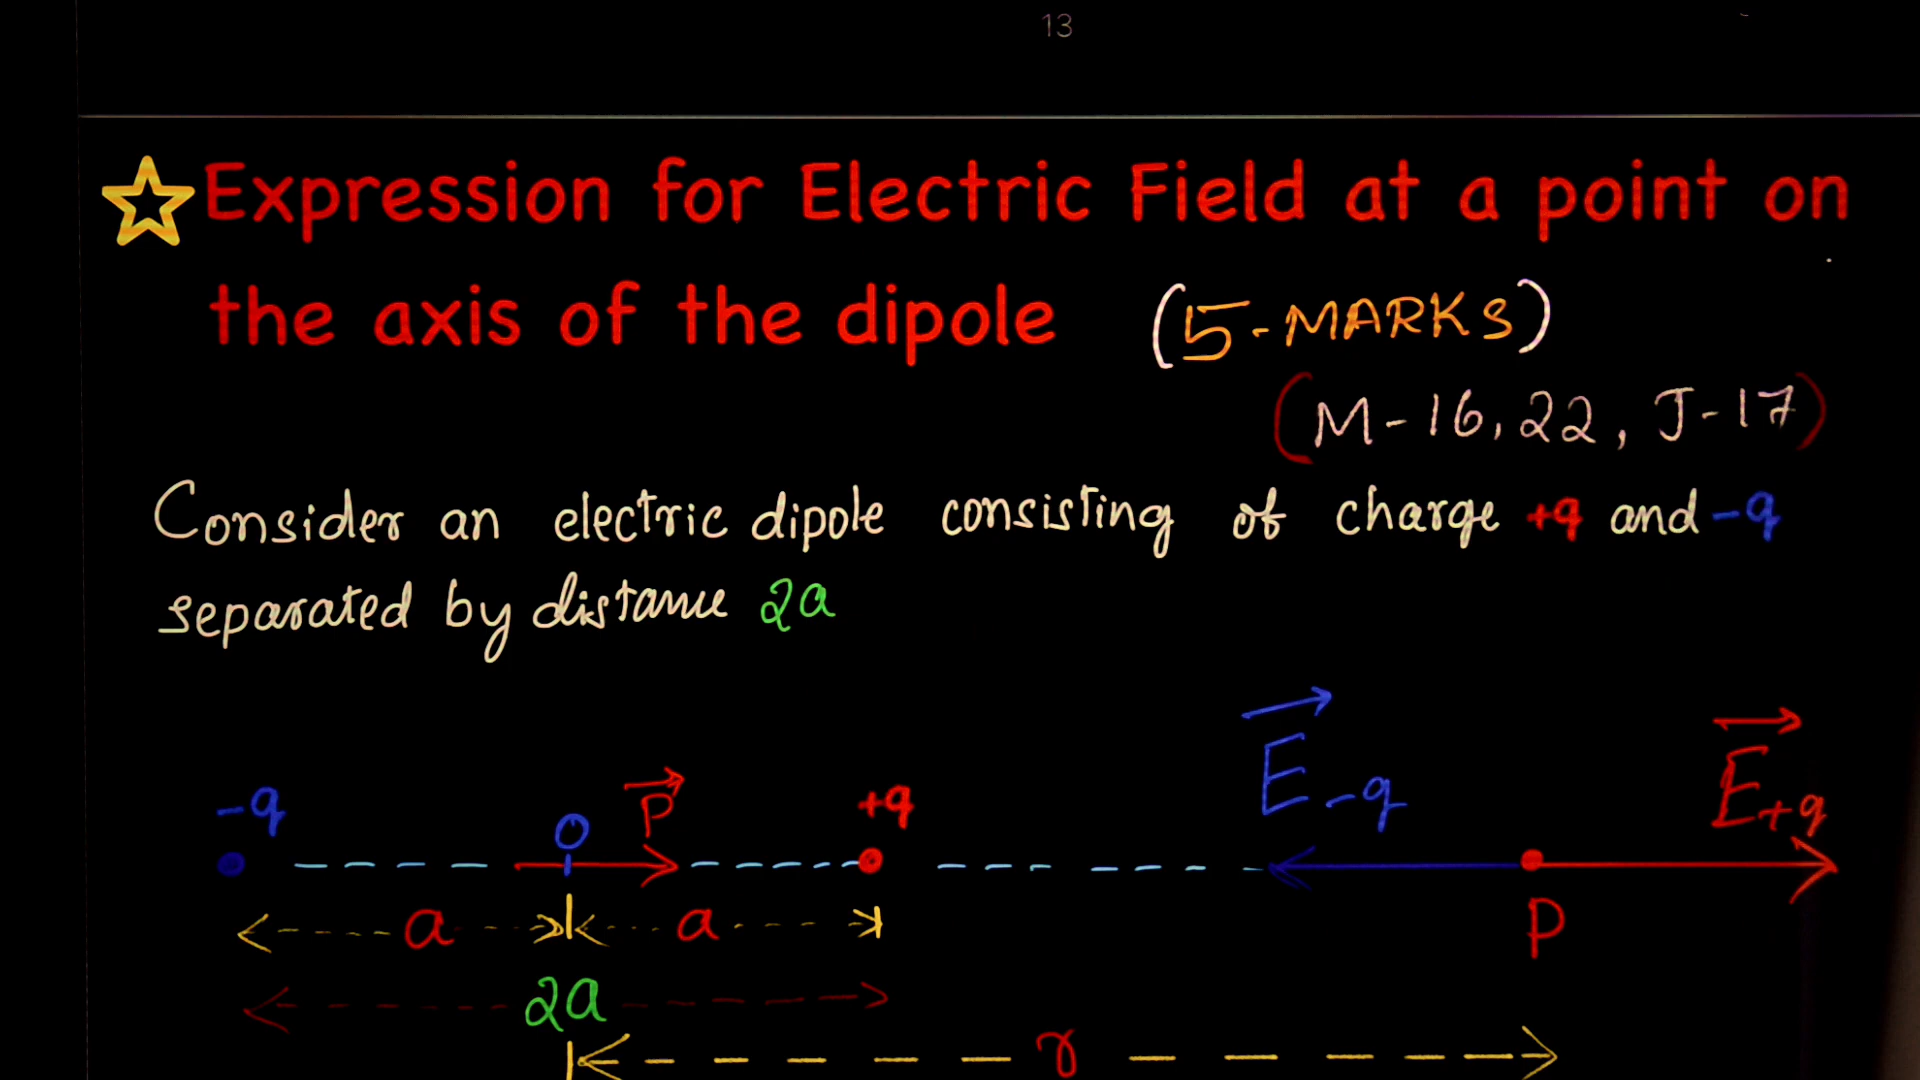 13
Expression for Electric Field at a point on
the axis of the dipole (5-MARKS)
(M-16, 22, J-17)
Consider an electric dipole consisting of charge +q and -q
separated by distance 2a
E-q
E+q
-q
O
P
+q
P
a
a
2a
r